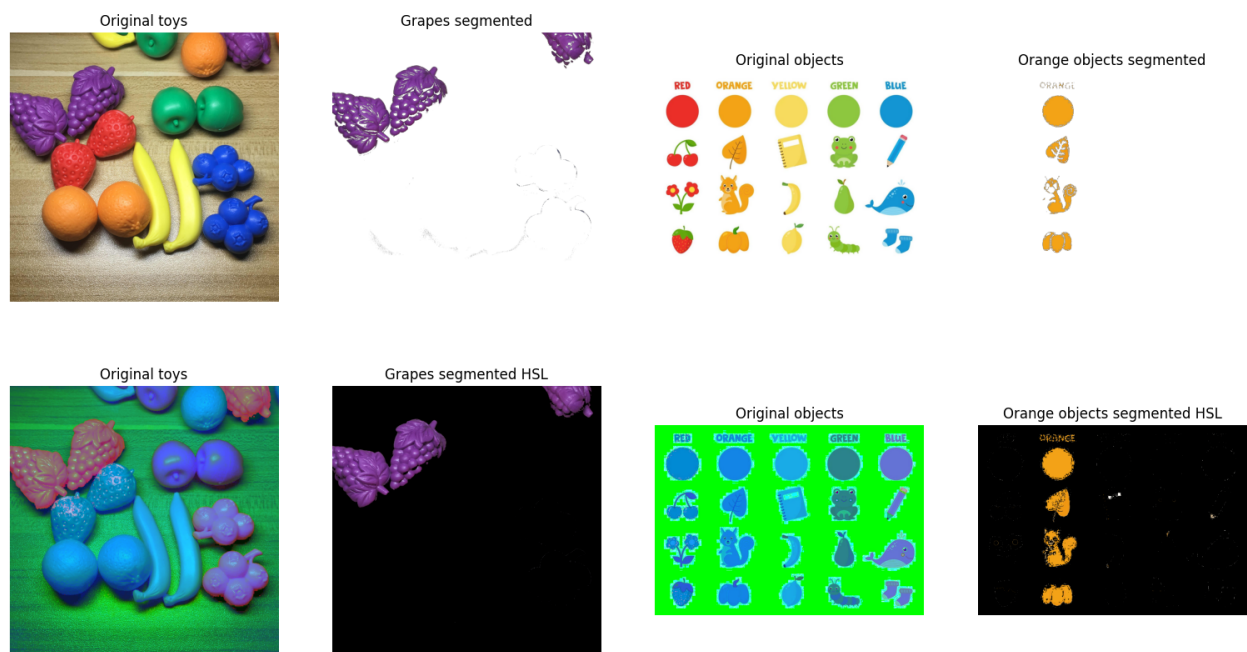 Original toys
Grapes segmented
Original objects
Orange objects segmented
RED ORANGE YELLOW GREEN BLUE
ORANGE
Original toys
Grapes segmented HSL
Original objects
Orange objects segmented HSL
RED ORANGE YELLOW GREEN BLUE
ORANGE